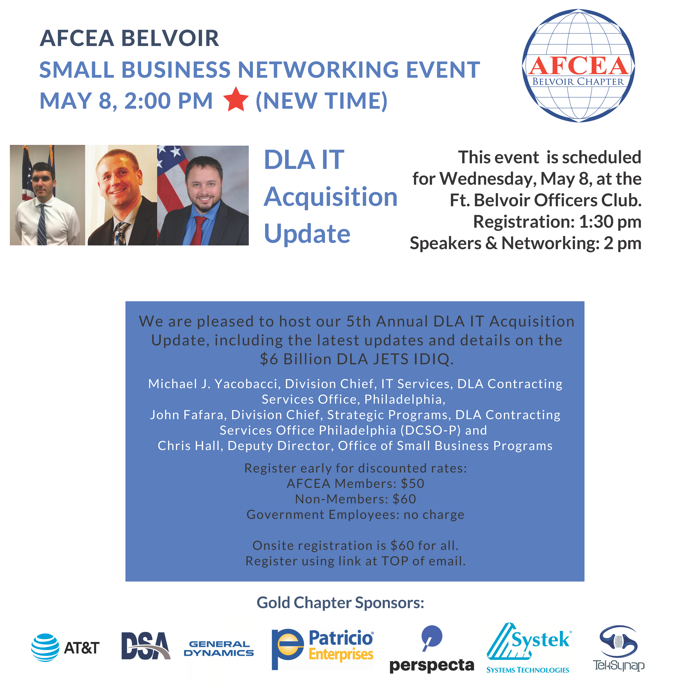 AFCEA BELVOIR
SMALL BUSINESS NETWORKING EVENT
MAY 8, 2:00 PM (NEW TIME)
AFCEA
BELVOIR CHAPTER
DLA IT
Acquisition
Update
This event is scheduled
for Wednesday, May 8, at the
Ft. Belvoir Officers Club.
Registration: 1:30 pm
Speakers & Networking: 2 pm
We are pleased to host our 5th Annual DLA IT Acquisition
Update, including the latest updates and details on the
$6 Billion DLA JETS IDIQ.
Michael J. Yacobacci, Division Chief, IT Services, DLA Contracting
Services Office, Philadelphia,
John Fafara, Division Chief, Strategic Programs, DLA Contracting
Services Office Philadelphia (DCSO-P) and
Chris Hall, Deputy Director, Office of Small Business Programs
Register early for discounted rates:
AFCEA Members: $50
Non-Members: $60
Government Employees: no charge
Onsite registration is $60 for all.
Register using link at TOP of email.
Gold Chapter Sponsors:
AT&T
DSA
GENERAL
DYNAMICS
Patricio
Enterprises
perspecta
Systek
SYSTEMS TECHNOLOGIES
TekSynap